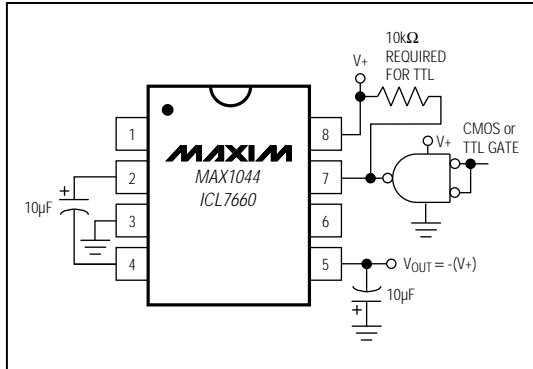 10kΩ
REQUIRED
FOR TTL
V+
CMOS or
TTL GATE
V+
1
8
MAXIM
MAX1044
ICL7660
2
7
10µF
+
3
6
4
5
VOUT = -(V+)
10µF
+